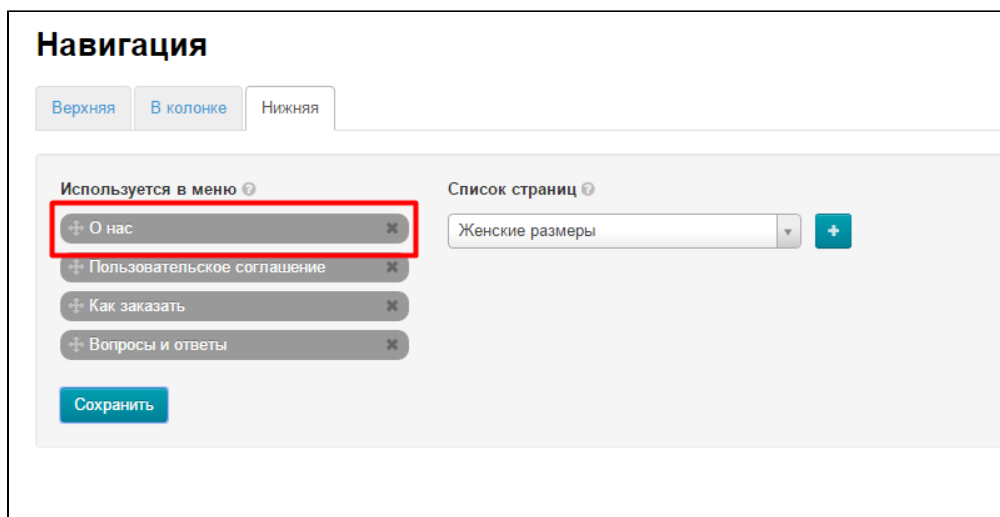 Навигация
Верхняя В колонке Нижняя
Используется в меню Список страниц
О нас Женские размеры
Пользовательское соглашение
Как заказать
Вопросы и ответы
Сохранить